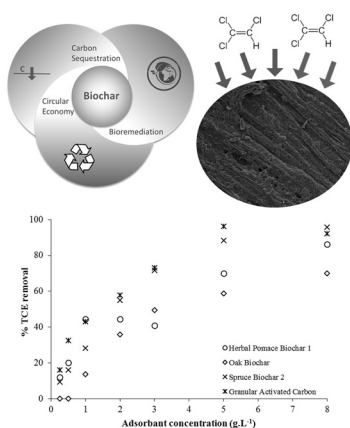 Carbon
Sequestration
C
Biochar
Circular
Economy
Bioremediation
Cl
Cl
Cl
H
Cl
Cl
Cl
H
% TCE removal
100
80
60
40
20
0
0
1
2
3
4
5
6
7
8
Adsorbant concentration (g.L-1)
Herbal Pomace Biochar 1
Oak Biochar
Spruce Biochar 2
Granular Activated Carbon